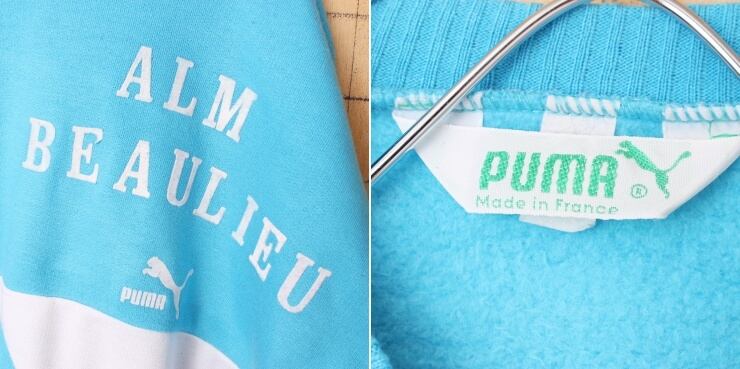 ALM
BEAULIEU
PUMA
PUMA ®
Made in France